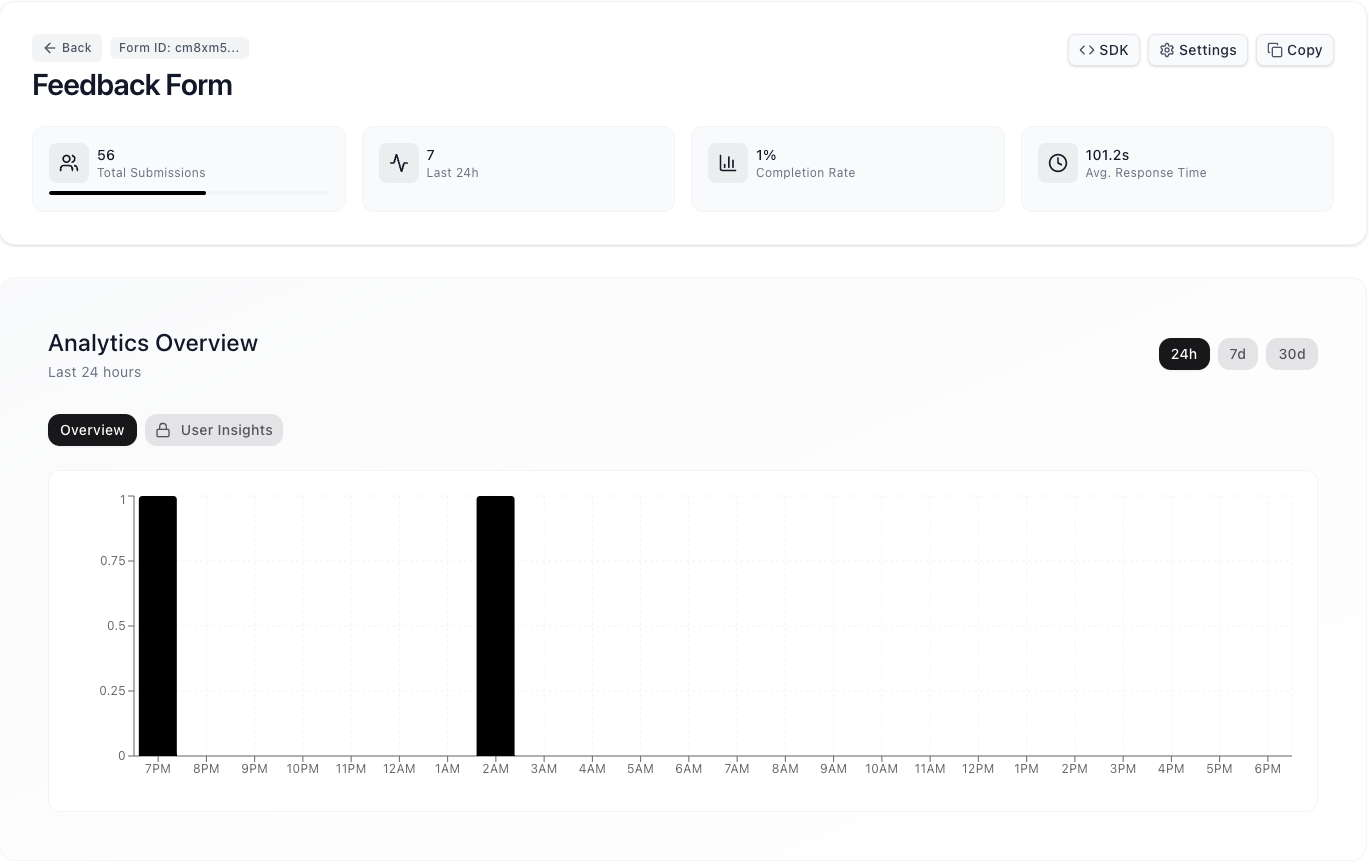 Back
Form ID: cm8xm5...
SDK
Settings
Copy
Feedback Form
56
Total Submissions
7
Last 24h
1%
Completion Rate
101.2s
Avg. Response Time
Analytics Overview
Last 24 hours
24h
7d
30d
Overview
User Insights
1
0.75
0.5
0.25
0
7PM 8PM 9PM 10PM 11PM 12AM 1AM 2AM 3AM 4AM 5AM 6AM 7AM 8AM 9AM 10AM 11AM 12PM 1PM 2PM 3PM 4PM 5PM 6PM